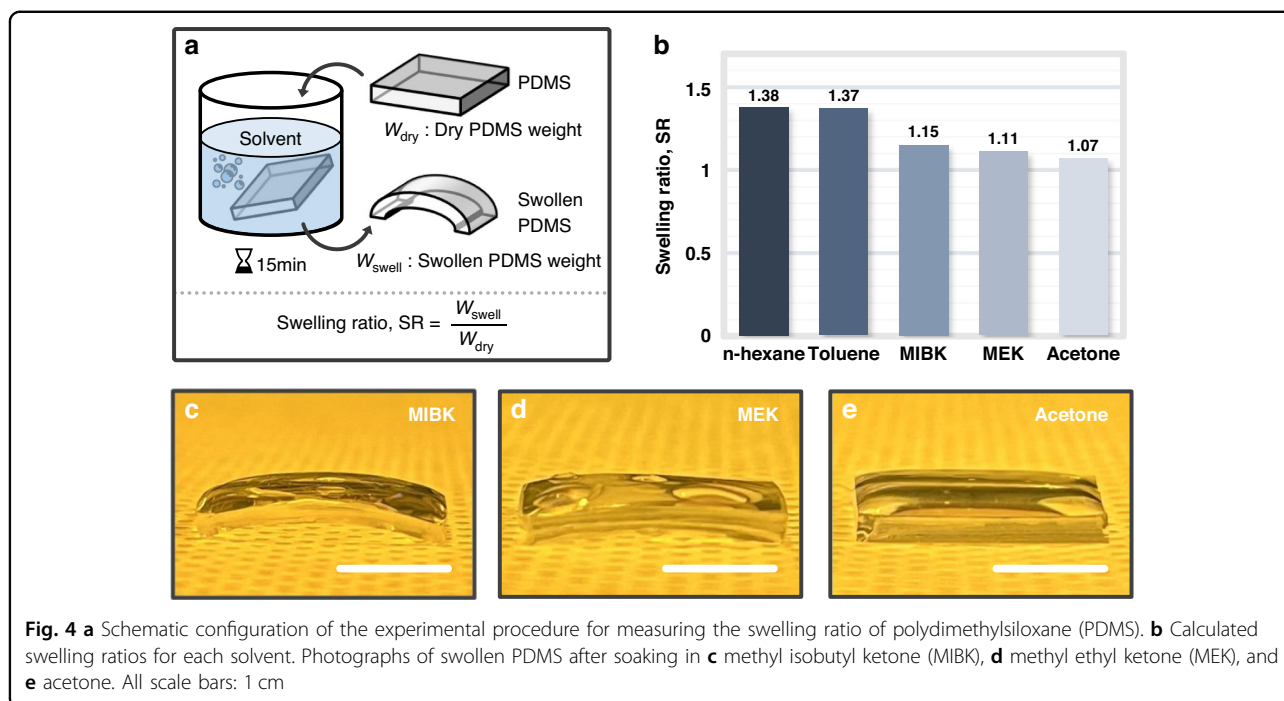 a
PDMS
W_dry : Dry PDMS weight
Solvent
Swollen
PDMS
15min
W_swell : Swollen PDMS weight
Swelling ratio, SR = W_swell / W_dry
b
Swelling ratio, SR
1.5
1
0.5
0
1.38
1.37
1.15
1.11
1.07
n-hexane Toluene MIBK MEK Acetone
c MIBK
d MEK
e Acetone
Fig. 4 a Schematic configuration of the experimental procedure for measuring the swelling ratio of polydimethylsiloxane (PDMS). b Calculated
swelling ratios for each solvent. Photographs of swollen PDMS after soaking in c methyl isobutyl ketone (MIBK), d methyl ethyl ketone (MEK), and
e acetone. All scale bars: 1 cm